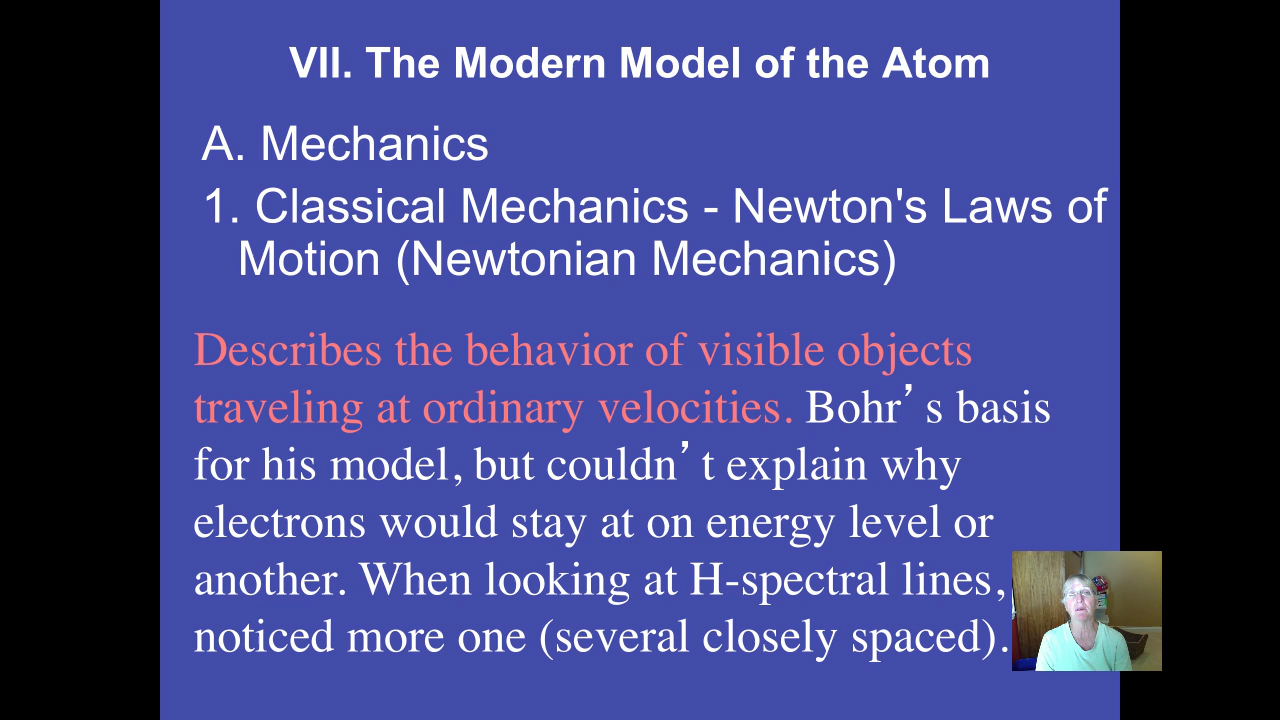 VII. The Modern Model of the Atom
A. Mechanics
1. Classical Mechanics - Newton's Laws of
Motion (Newtonian Mechanics)
Describes the behavior of visible objects
traveling at ordinary velocities. Bohr’s basis
for his model, but couldn’t explain why
electrons would stay at on energy level or
another. When looking at H-spectral lines,
noticed more one (several closely spaced).